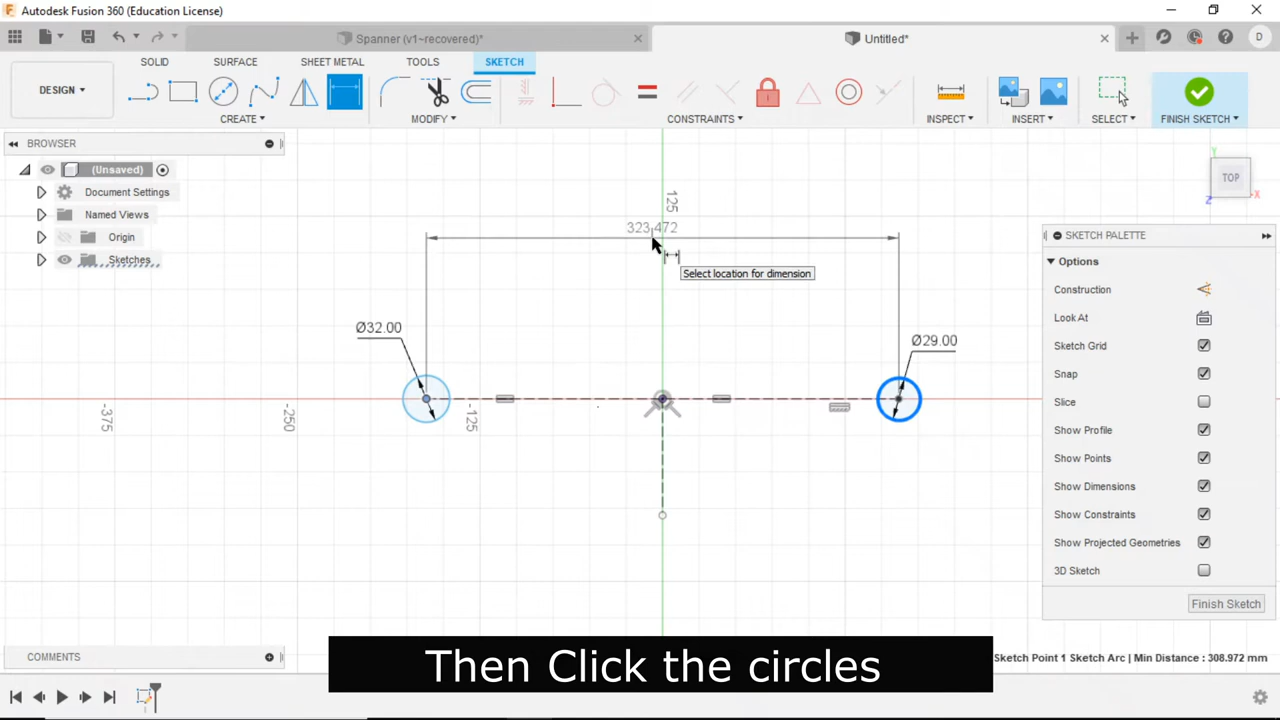 Autodesk Fusion 360 (Education License)
Spanner (v1~recovered)*
Untitled*
D
DESIGN
SOLID
SURFACE
SHEET METAL
TOOLS
SKETCH
CREATE
MODIFY
CONSTRAINTS
INSPECT
INSERT
SELECT
FINISH SKETCH
BROWSER
(Unsaved)
Document Settings
Named Views
Origin
Sketches
125
323.472
Select location for dimension
Ø32.00
Ø29.00
-375
-250
-125
Y
TOP
X
Z
SKETCH PALETTE
Options
Construction
Look At
Sketch Grid
Snap
Slice
Show Profile
Show Points
Show Dimensions
Show Constraints
Show Projected Geometries
3D Sketch
Finish Sketch
COMMENTS
Then Click the circles
Sketch Point 1 Sketch Arc | Min Distance : 308.972 mm